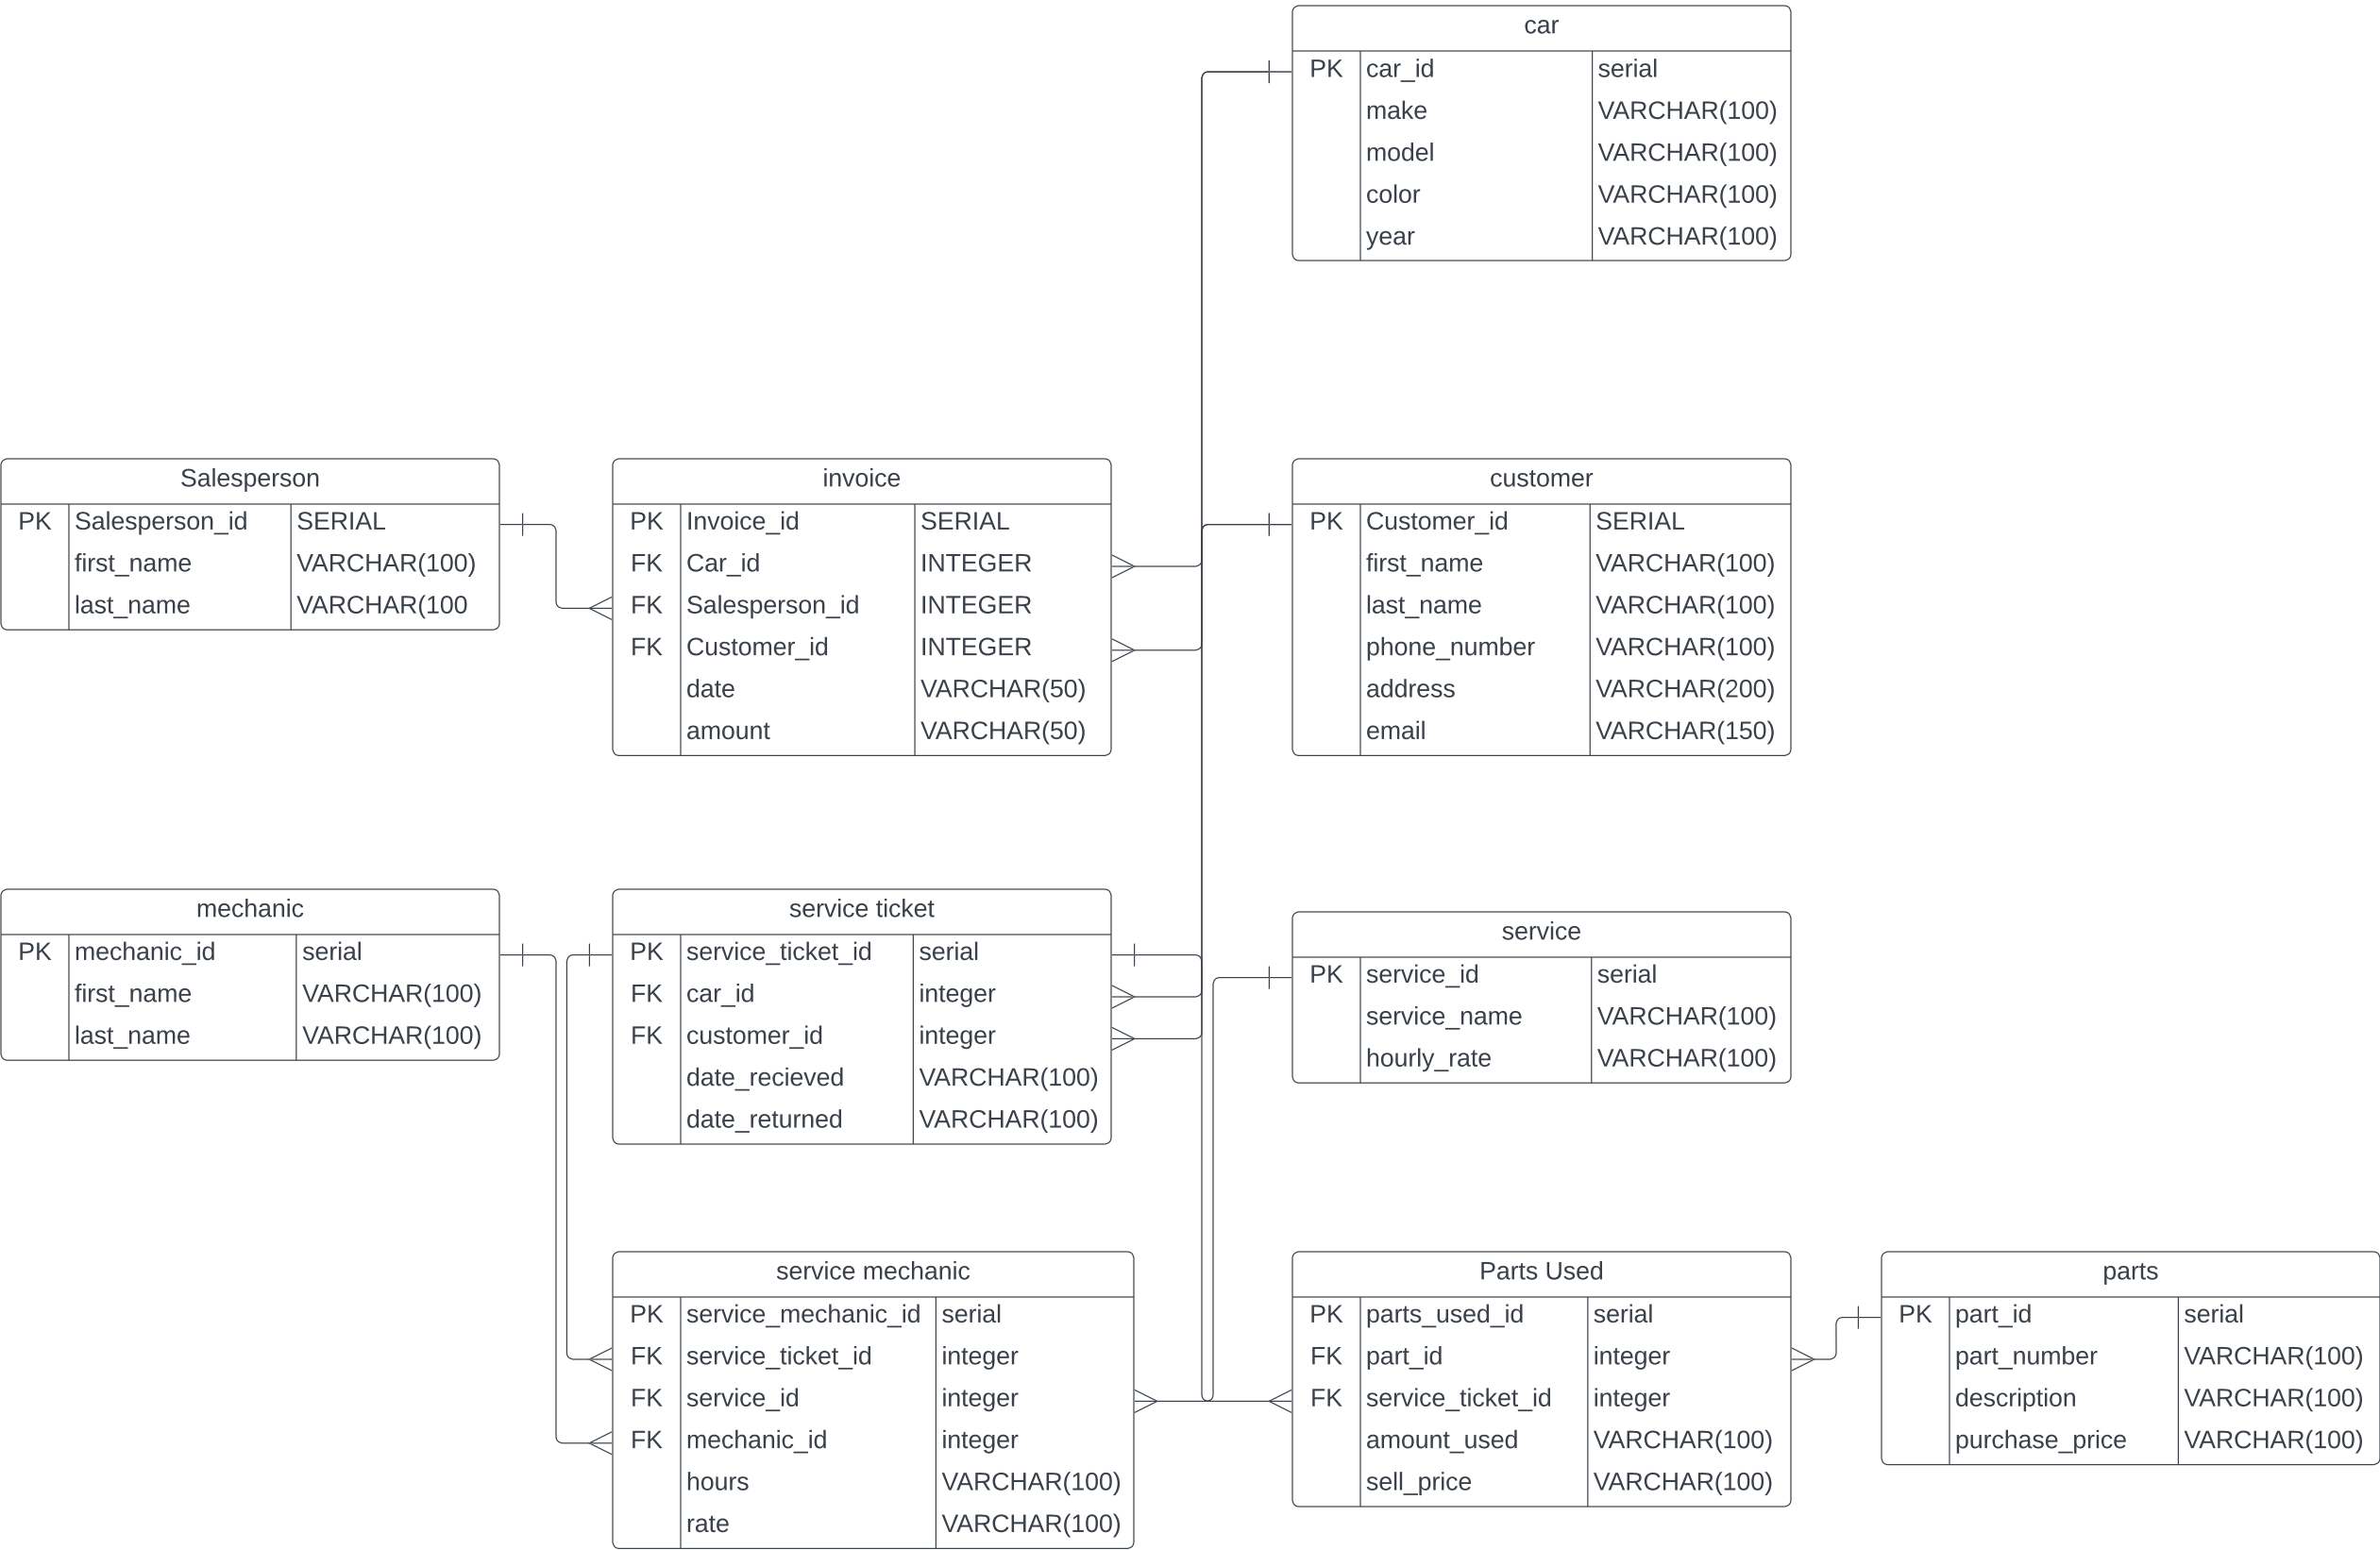 car
PK car_id serial
make VARCHAR(100)
model VARCHAR(100)
color VARCHAR(100)
year VARCHAR(100)
Salesperson
PK Salesperson_id SERIAL
first_name VARCHAR(100)
last_name VARCHAR(100
invoice
PK Invoice_id SERIAL
FK Car_id INTEGER
FK Salesperson_id INTEGER
FK Customer_id INTEGER
date VARCHAR(50)
amount VARCHAR(50)
customer
PK Customer_id SERIAL
first_name VARCHAR(100)
last_name VARCHAR(100)
phone_number VARCHAR(100)
address VARCHAR(200)
email VARCHAR(150)
mechanic
PK mechanic_id serial
first_name VARCHAR(100)
last_name VARCHAR(100)
service ticket
PK service_ticket_id serial
FK car_id integer
FK customer_id integer
date_recieved VARCHAR(100)
date_returned VARCHAR(100)
service
PK service_id serial
service_name VARCHAR(100)
hourly_rate VARCHAR(100)
service mechanic
PK service_mechanic_id serial
FK service_ticket_id integer
FK service_id integer
FK mechanic_id integer
hours VARCHAR(100)
rate VARCHAR(100)
Parts Used
PK parts_used_id serial
FK part_id integer
FK service_ticket_id integer
amount_used VARCHAR(100)
sell_price VARCHAR(100)
parts
PK part_id serial
part_number VARCHAR(100)
description VARCHAR(100)
purchase_price VARCHAR(100)